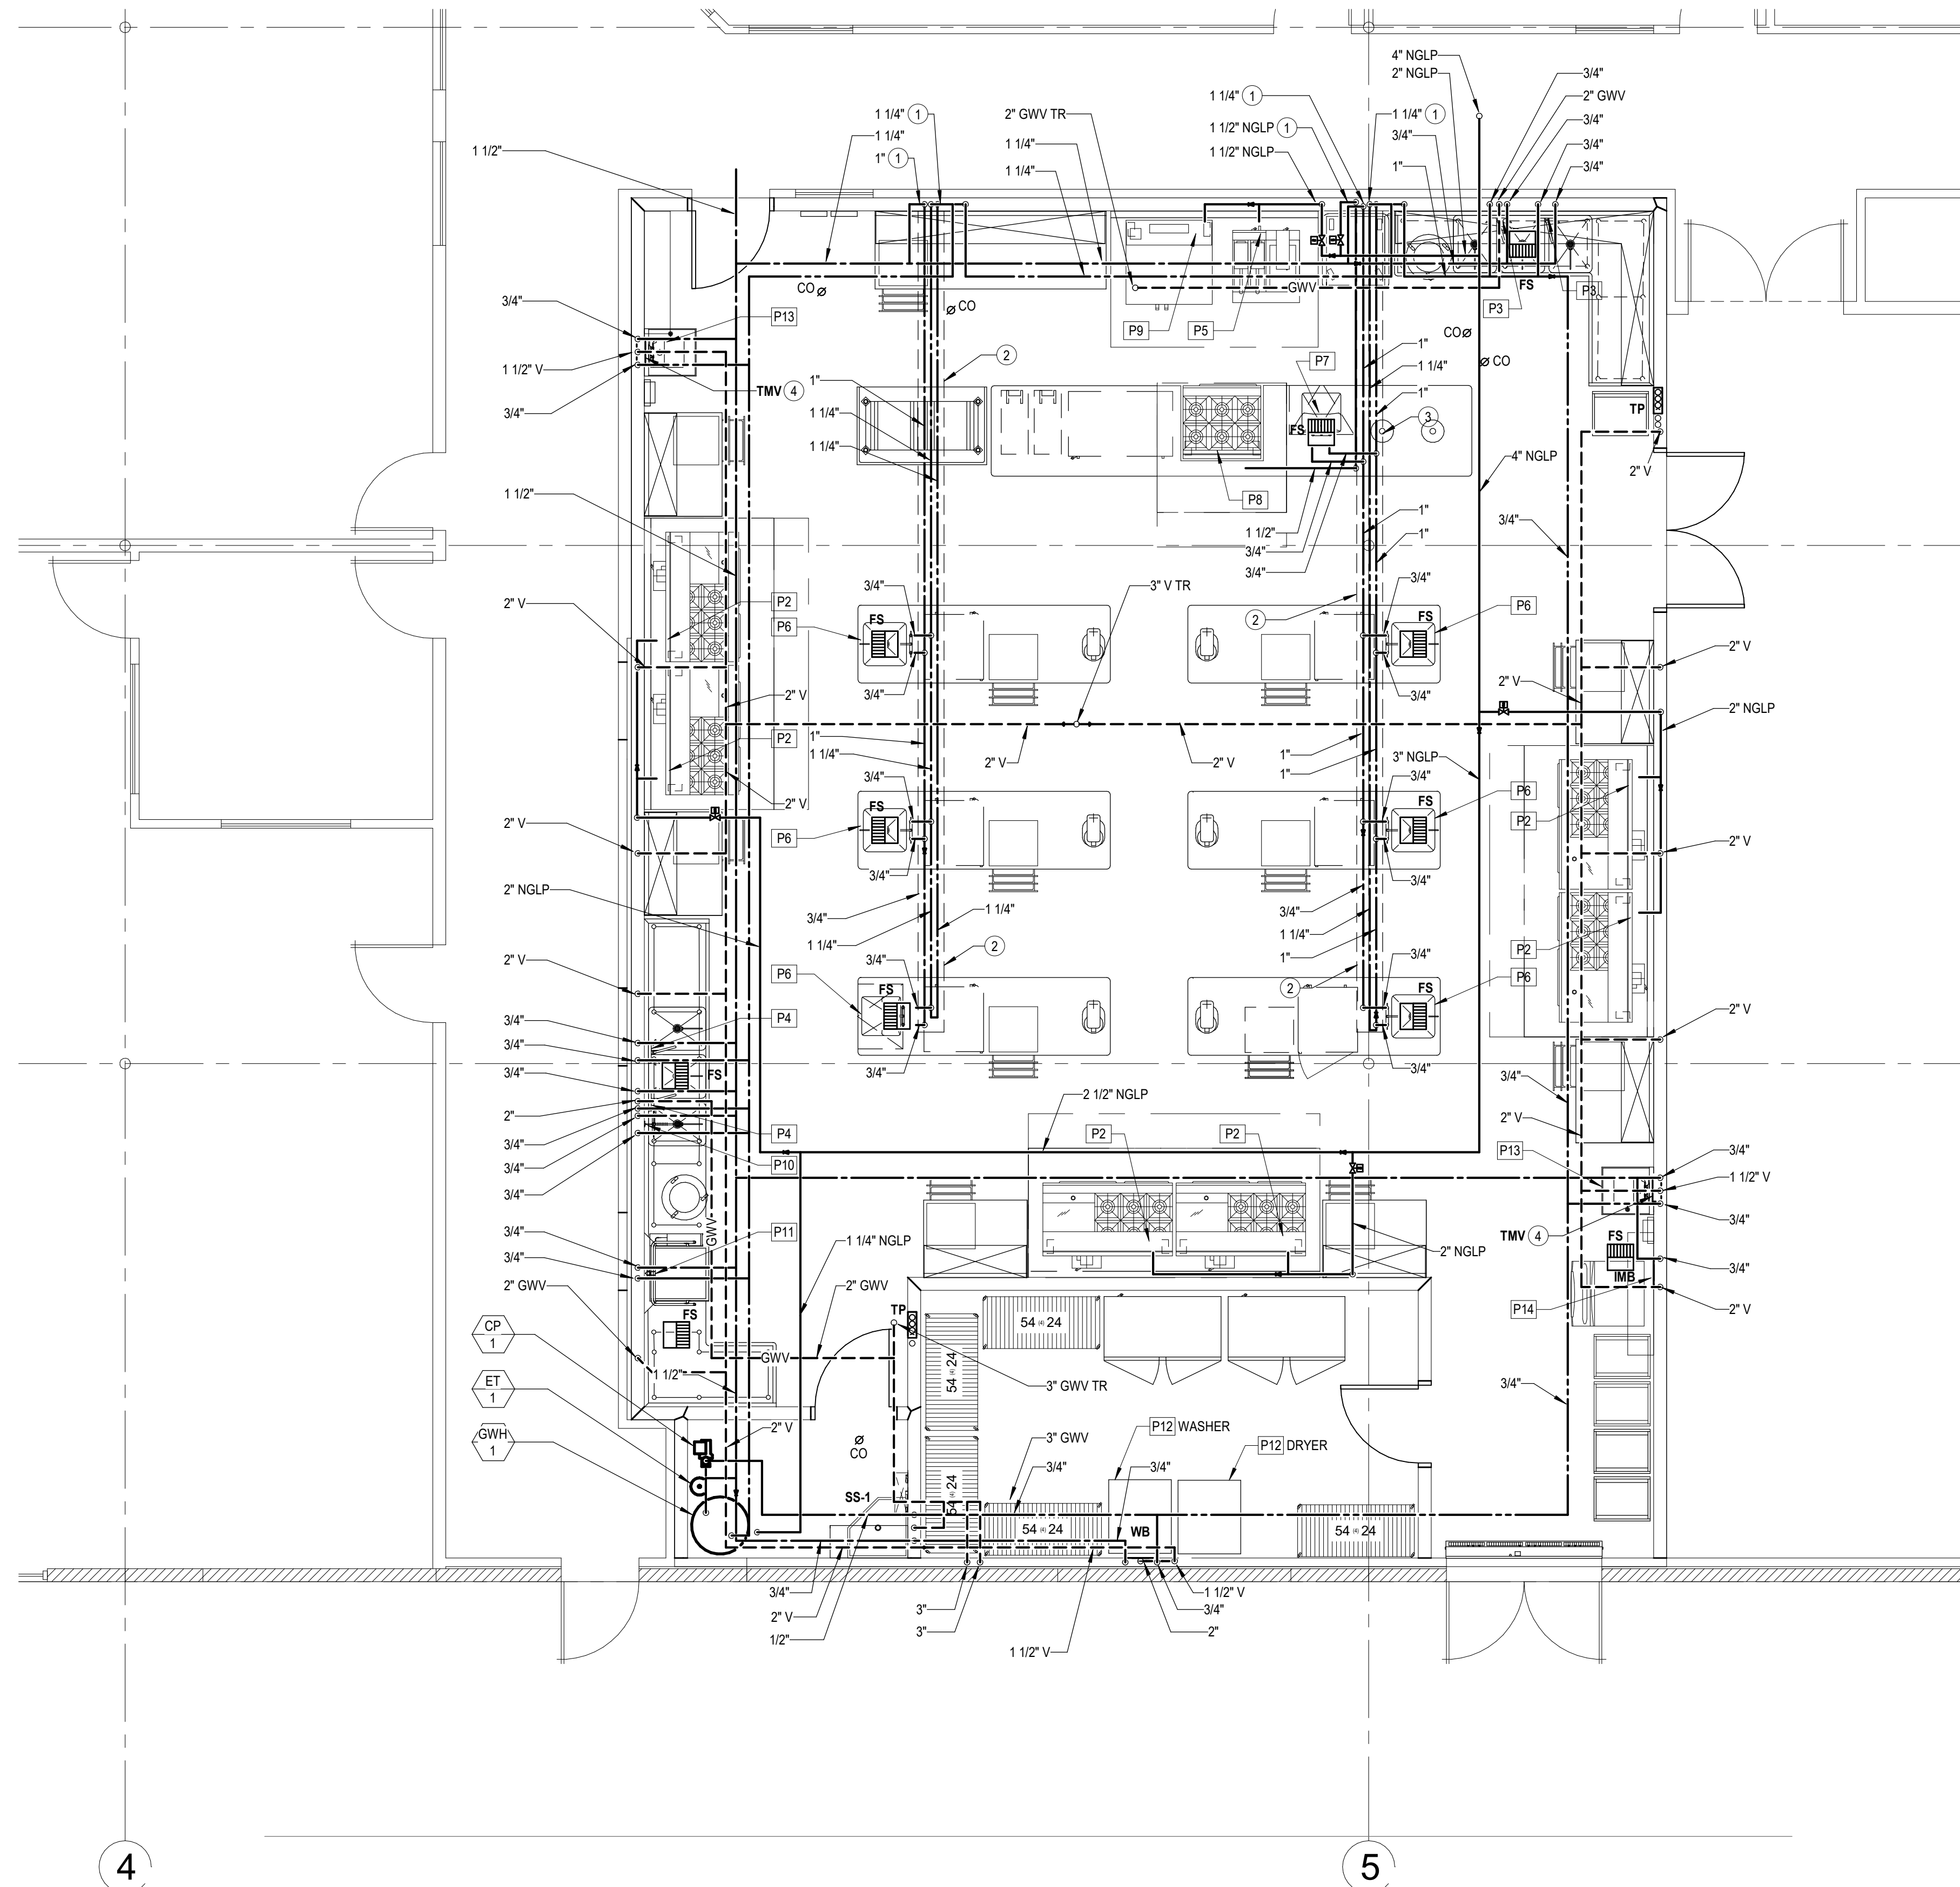 4" NGLP
2" NGLP
3/4"
1 1/4" 1
2" GWV
1 1/4" 1
2" GWV TR
1 1/4" 1
3/4"
1 1/4"
1 1/4"
1 1/2" NGLP 1
3/4"
3/4"
1 1/2"
1" 1
1 1/4"
1 1/2" NGLP
1"
3/4"
CO
CO
GWV
FS
P3
P3
3/4"
P13
P9
P5
CO
CO
1 1/2" V
2
1"
P7
1 1/4"
TMV 4
1"
1"
3/4"
1 1/4"
3
TP
FS
1 1/4"
4" NGLP
2" V
1 1/2"
P8
1"
3/4"
1 1/2"
1"
3/4"
3/4"
3/4"
3" V TR
3/4"
2" V
P2
P6
FS
2
FS
P6
3/4"
3/4"
2" V
2" V
2" V
2" NGLP
P2
1"
1 1/4"
2" V
2" V
1"
1"
3" NGLP
3/4"
3/4"
2" V
P6
2" V
FS
FS
P2
P6
2" V
3/4"
3/4"
2" NGLP
3/4"
1 1/4"
3/4"
1 1/4"
2
1 1/4"
1"
P2
2" V
P6
3/4"
3/4"
P6
FS
2
FS
2" V
3/4"
P4
3/4"
FS
3/4"
3/4"
3/4"
3/4"
2"
2 1/2" NGLP
2" V
3/4"
P4
P2
P2
3/4"
P10
P13
3/4"
3/4"
1 1/2" V
3/4"
GWV
P11
TMV 4
3/4"
3/4"
1 1/4" NGLP
2" NGLP
FS
3/4"
2" GWV
2" GWV
IMB
P14
2" V
FS
TP
54 (4) 24
54 (4) 24
CP
1
GWV
1 1/2"
3" GWV TR
3/4"
ET
1
GWH
1
2" V
CO
3" GWV
3/4"
P12 WASHER
3/4"
P12 DRYER
54 (4) 24
SS-1
54 (4) 24
WB
54 (4) 24
3/4"
2" V
1/2"
3"
3"
1 1/2" V
1 1/2" V
3/4"
2"
4
5